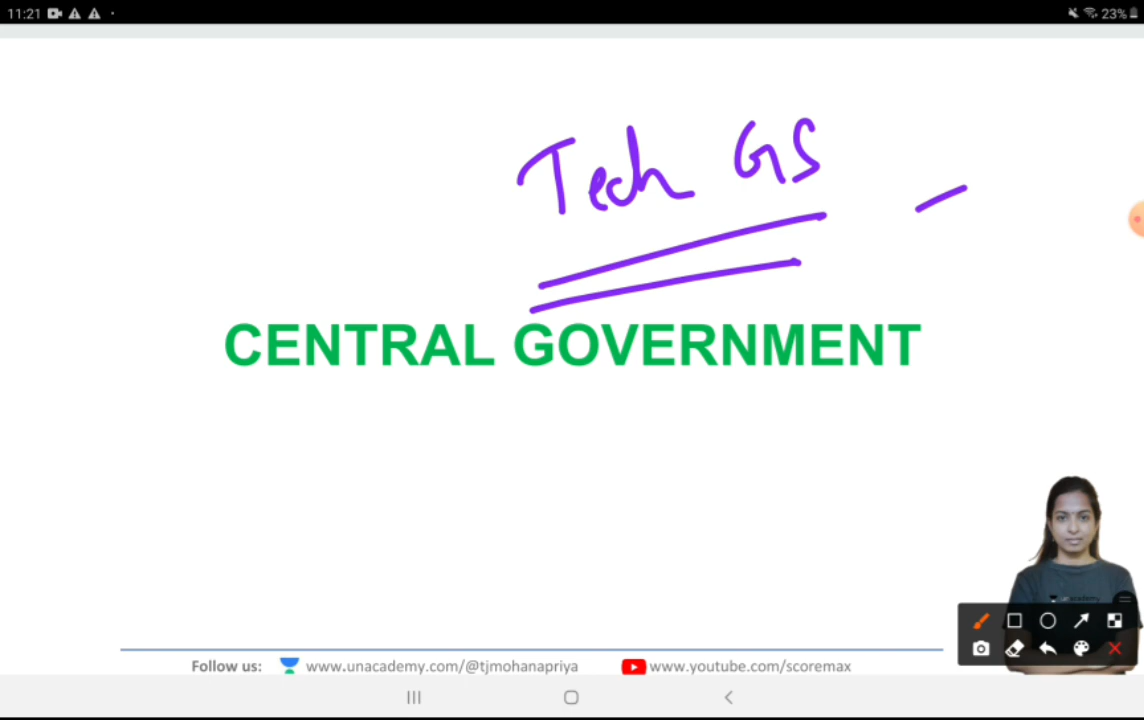 11:21
23%
Tech GS
CENTRAL GOVERNMENT
Follow us: www.unacademy.com/@tjmohanapriya www.youtube.com/scoremax